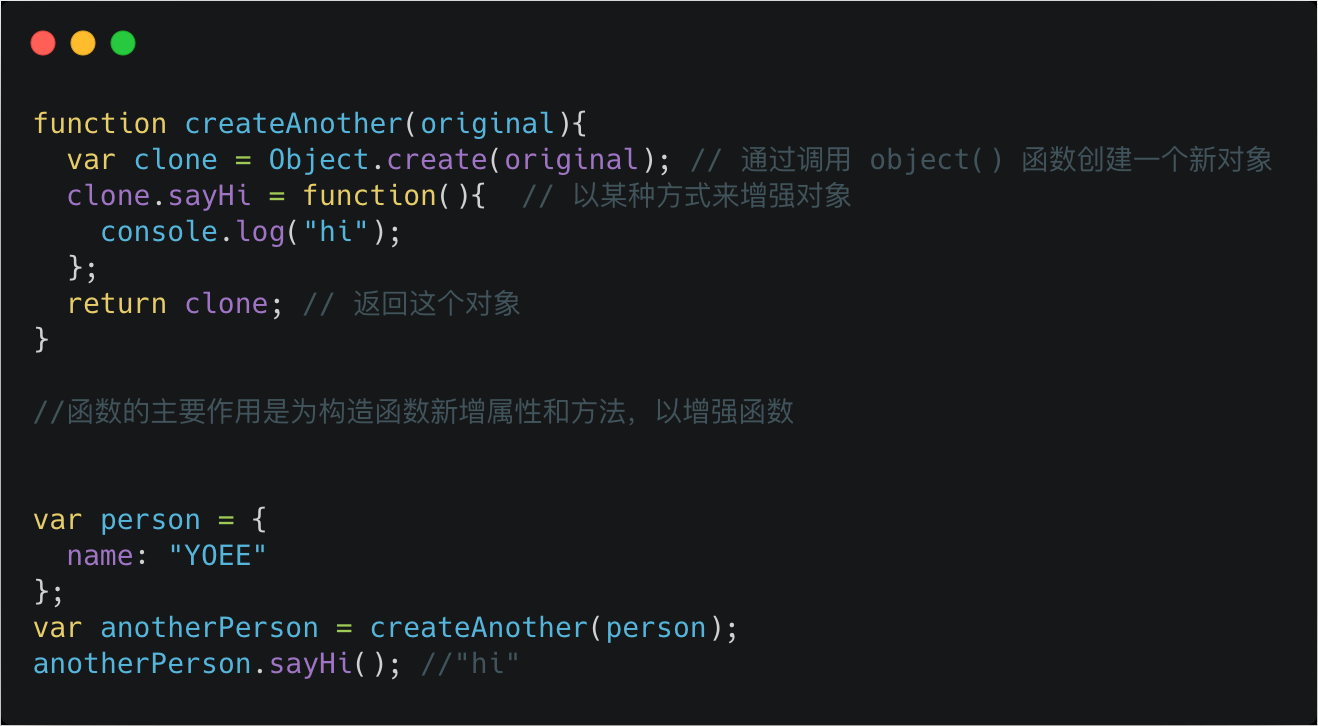 function createAnother(original){
  var clone = Object.create(original); // 通过调用 object() 函数创建一个新对象
  clone.sayHi = function(){  // 以某种方式来增强对象
    console.log("hi");
  };
  return clone; // 返回这个对象
}
//函数的主要作用是为构造函数新增属性和方法，以增强函数
var person = {
  name: "YOEE"
};
var anotherPerson = createAnother(person);
anotherPerson.sayHi(); //"hi"